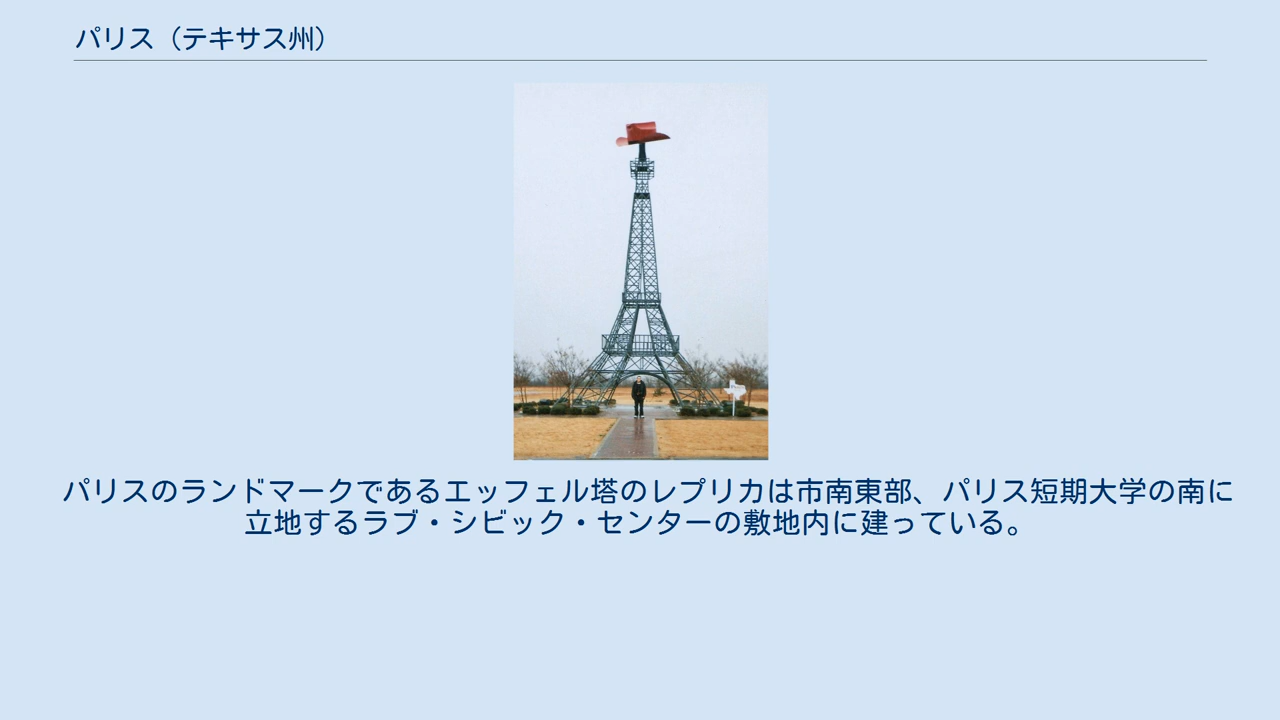 パリス（テキサス州）
パリスのランドマークであるエッフェル塔のレプリカは市南東部、パリス短期大学の南に
立地するラブ・シビック・センターの敷地内に建っている。